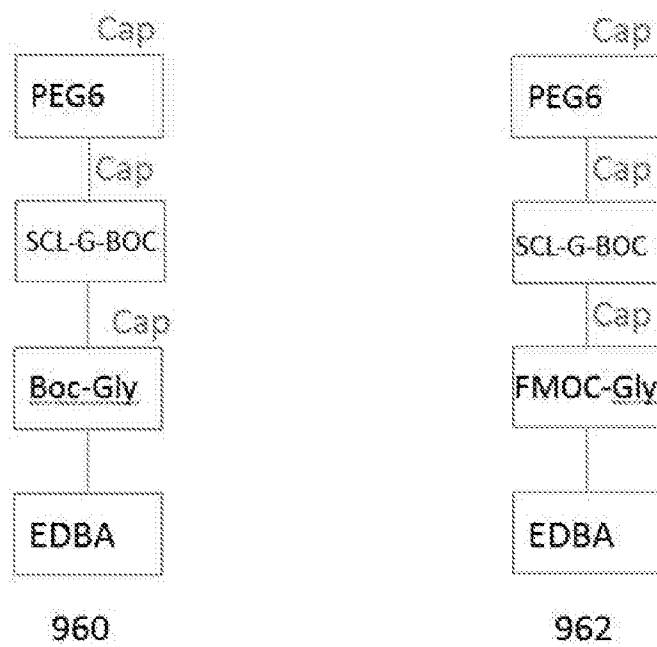 Cap
PEG6
Cap
SCL-G-BOC
Cap
Boc-Gly
EDBA
960
Cap
PEG6
Cap
SCL-G-BOC
Cap
FMOC-Gly
EDBA
962